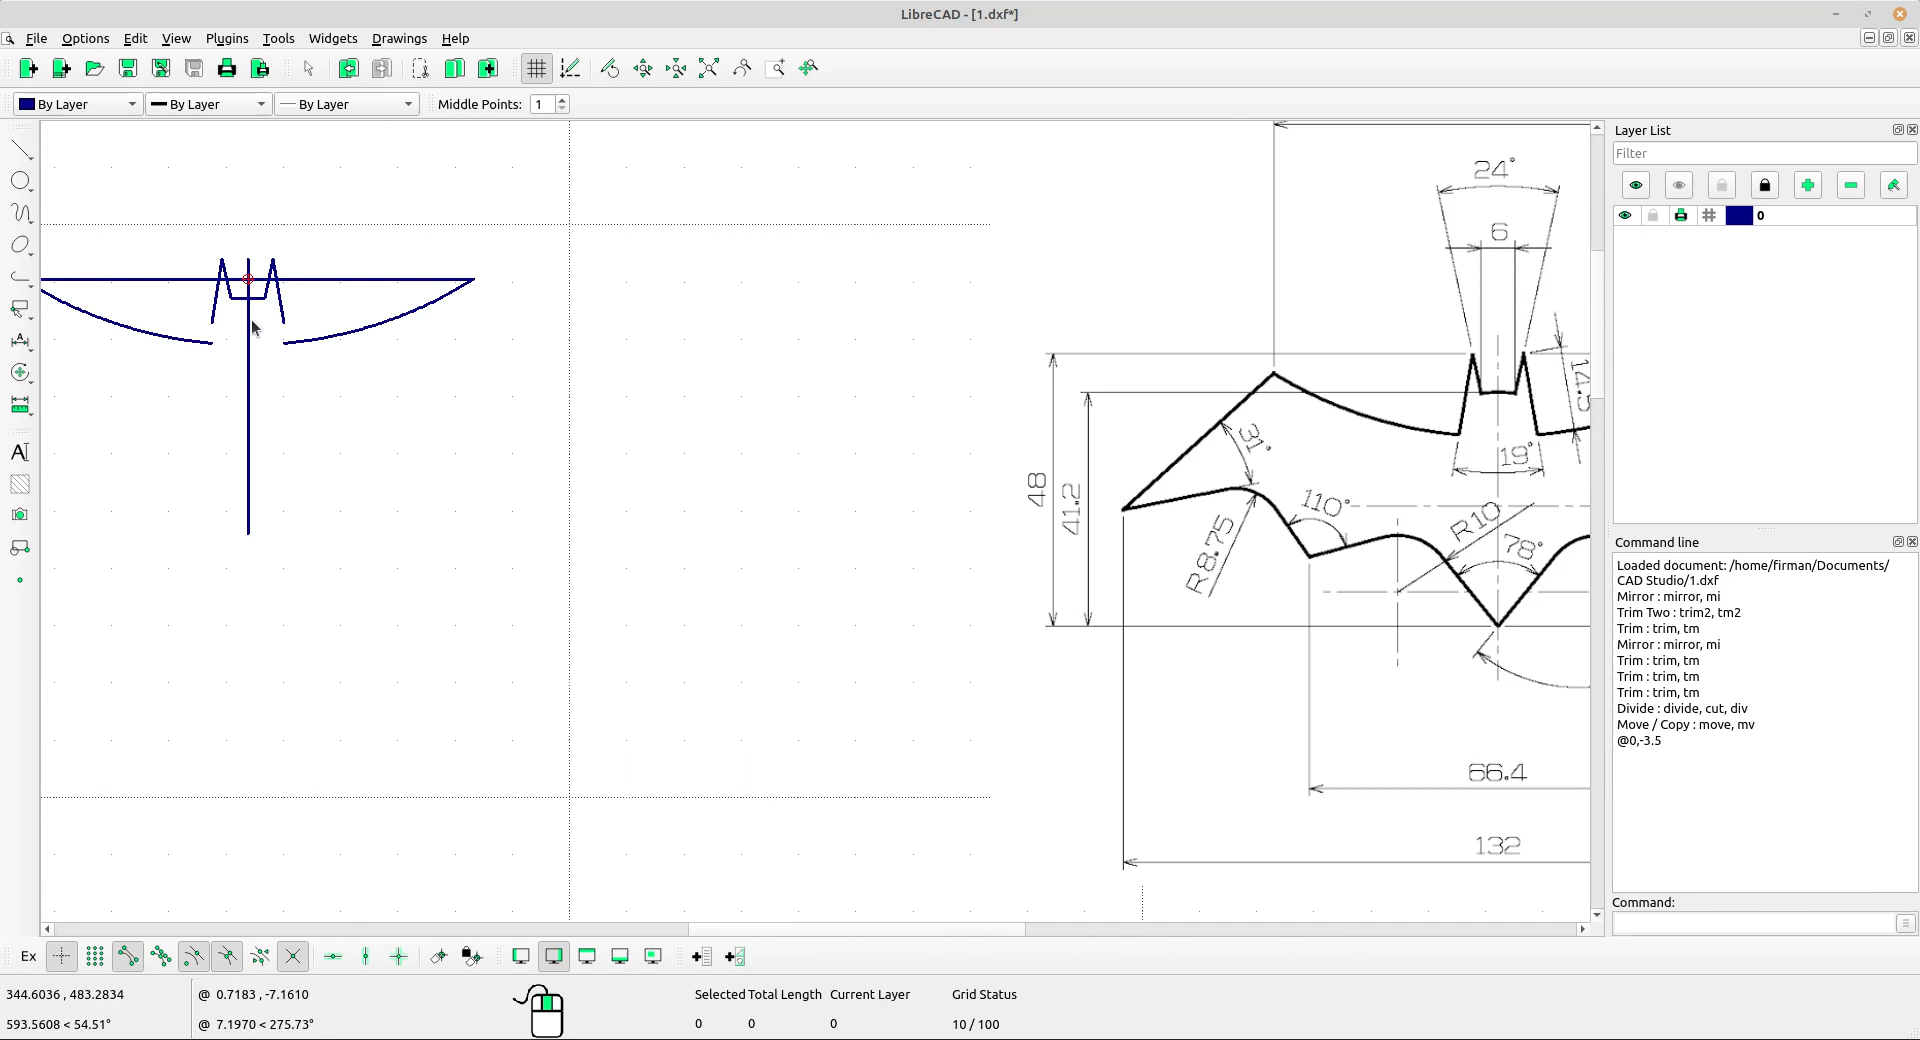 LibreCAD - [1.dxf*]
File Options Edit View Plugins Tools Widgets Drawings Help
By Layer By Layer By Layer Middle Points: 1
Layer List
Filter
0
24°
6
14.5
19°
31°
110°
R10
78°
R8.75
48
41.2
66.4
132
Command line
Loaded document: /home/firman/Documents/
CAD Studio/1.dxf
Mirror : mirror, mi
Trim Two : trim2, tm2
Trim : trim, tm
Mirror : mirror, mi
Trim : trim, tm
Trim : trim, tm
Trim : trim, tm
Divide : divide, cut, div
Move / Copy : move, mv
@0,-3.5
Command:
Ex
344.6036 , 483.2834 @ 0.7183 , -7.1610 Selected Total Length Current Layer Grid Status
593.5608 < 54.51° @ 7.1970 < 275.73° 0 0 0 10 / 100